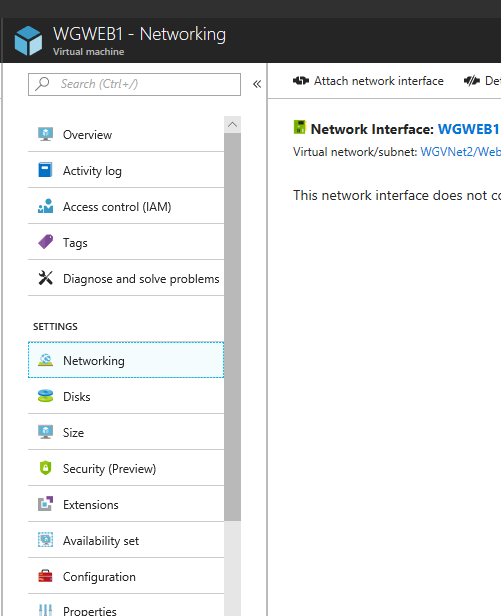 WGWEB1 - Networking
Virtual machine
Search (Ctrl+/)
«
Attach network interface
Network Interface: WGWEB1
Virtual network/subnet: WGVNet2/Web
This network interface does not
Overview
Activity log
Access control (IAM)
Tags
Diagnose and solve problems
SETTINGS
Networking
Disks
Size
Security (Preview)
Extensions
Availability set
Configuration
Properties